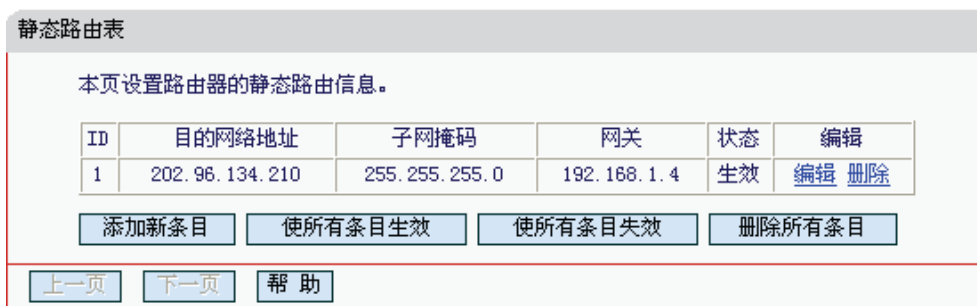 静态路由表
本页设置路由器的静态路由信息。
ID 目的网络地址 子网掩码 网关 状态 编辑
1 202.96.134.210 255.255.255.0 192.168.1.4 生效 编辑 删除
添加新条目 使所有条目生效 使所有条目失效 删除所有条目
上一页 下一页 帮 助